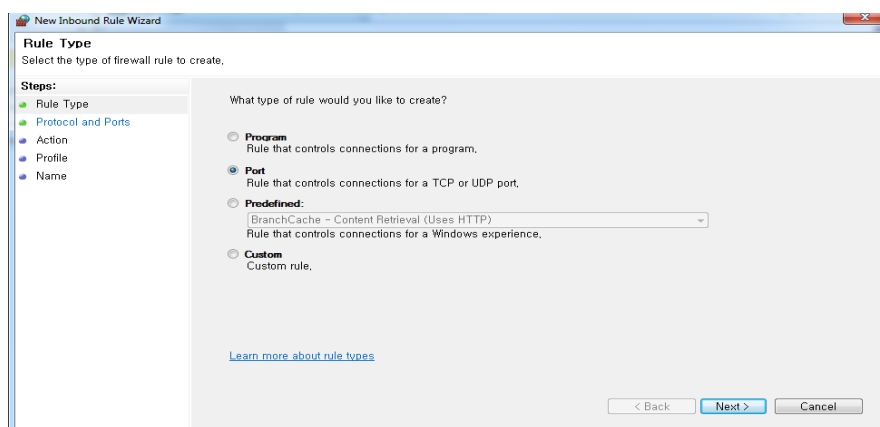 New Inbound Rule Wizard
Rule Type
Select the type of firewall rule to create,
Steps:
Rule Type
Protocol and Ports
Action
Profile
Name
What type of rule would you like to create?
Program
Rule that controls connections for a program,
Port
Rule that controls connections for a TCP or UDP port,
Predefined:
BranchCache - Content Retrieval (Uses HTTP)
Rule that controls connections for a Windows experience,
Custom
Custom rule,
Learn more about rule types
< Back
Next >
Cancel